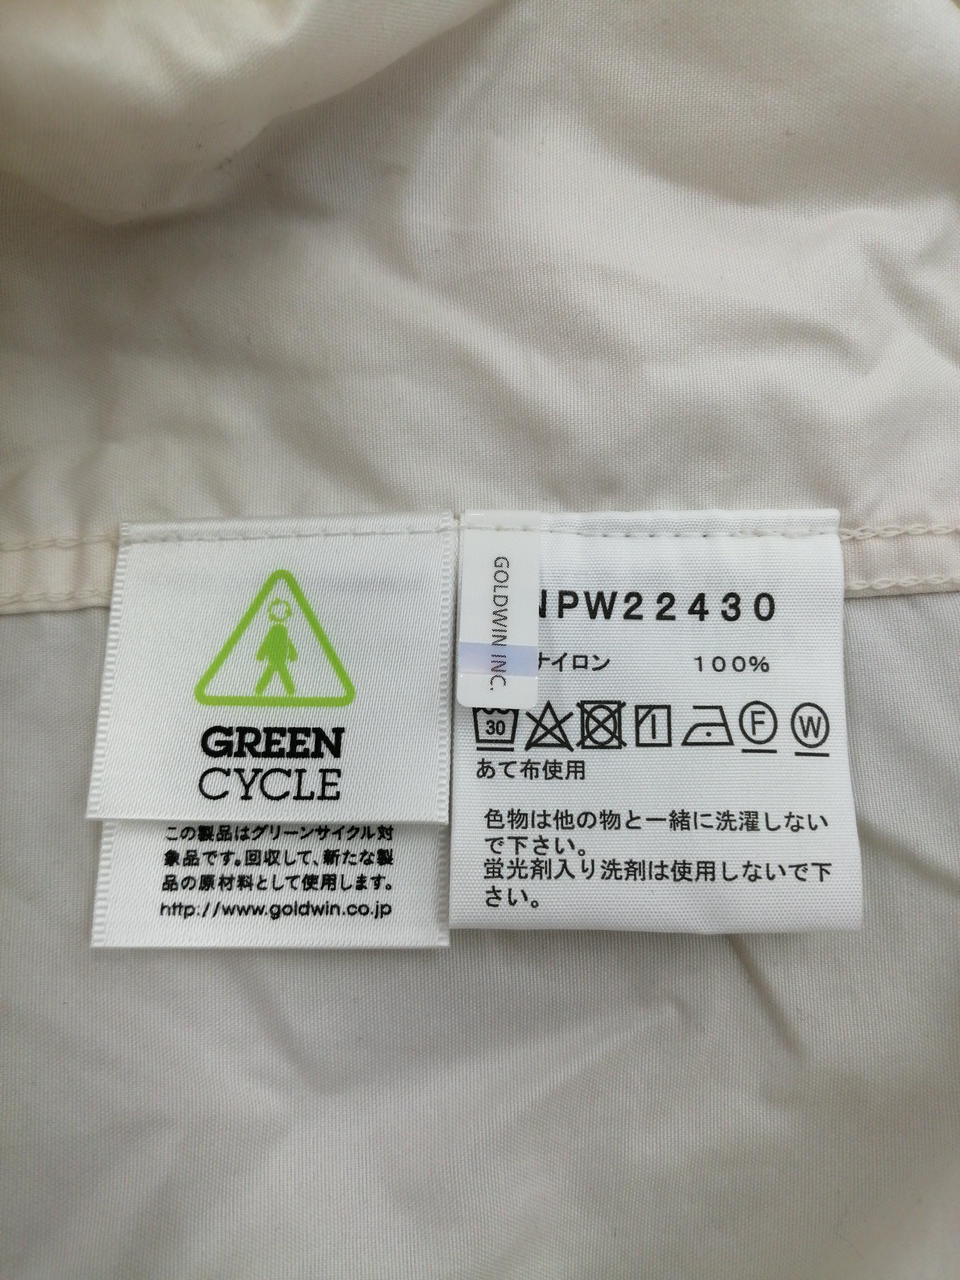 GREEN
CYCLE
この製品はグリーンサイクル対
象品です。回収して、新たな製
品の原材料として使用します。
http://www.goldwin.co.jp
GOLDWIN INC.
NPW22430
ナイロン 100%
30
F
W
あて布使用
色物は他の物と一緒に洗濯しない
で下さい。
蛍光剤入り洗剤は使用しないで下
さい。